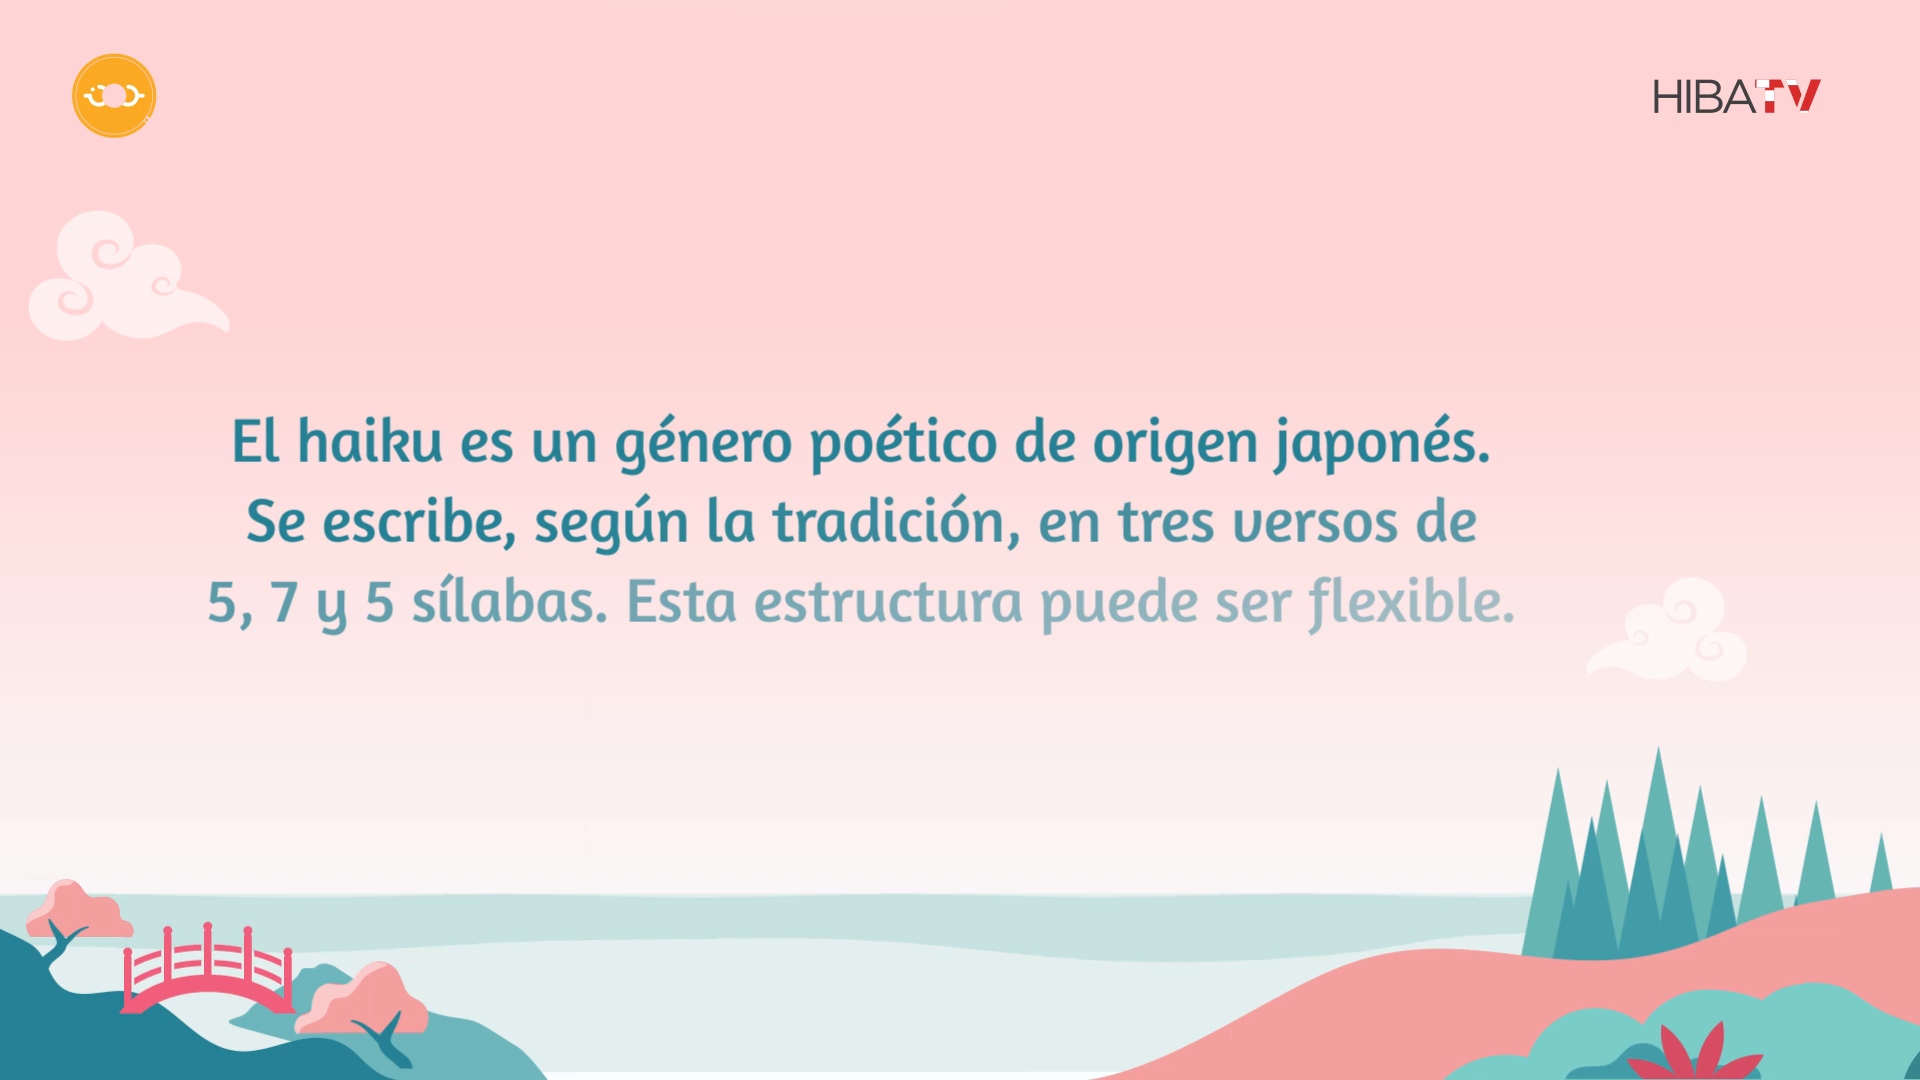 HIBATV
El haiku es un género poético de origen japonés.
Se escribe, según la tradición, en tres versos de
5, 7 y 5 sílabas. Esta estructura puede ser flexible.